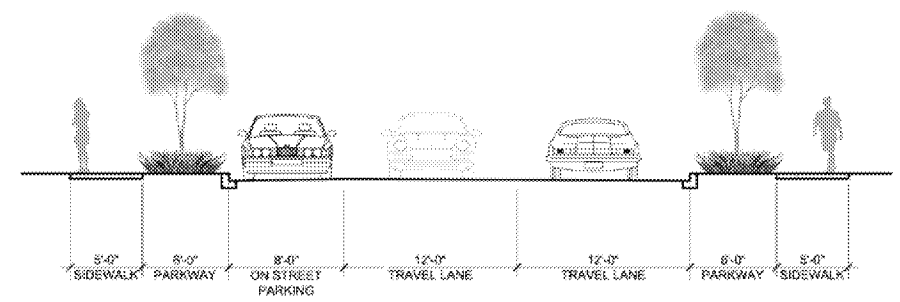 5'-0" 6'-0" 8'-0" 12'-0" 12'-0" 6'-0" 5'-0"
SIDEWALK PARKWAY ON STREET TRAVEL LANE TRAVEL LANE PARKWAY SIDEWALK
PARKING